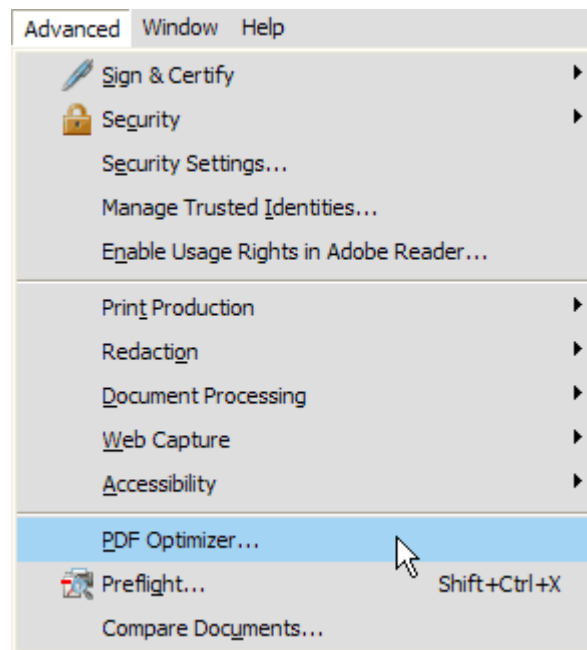 Advanced Window Help
Sign & Certify
Security
Security Settings...
Manage Trusted Identities...
Enable Usage Rights in Adobe Reader...
Print Production
Redaction
Document Processing
Web Capture
Accessibility
PDF Optimizer...
Preflight... Shift+Ctrl+X
Compare Documents...